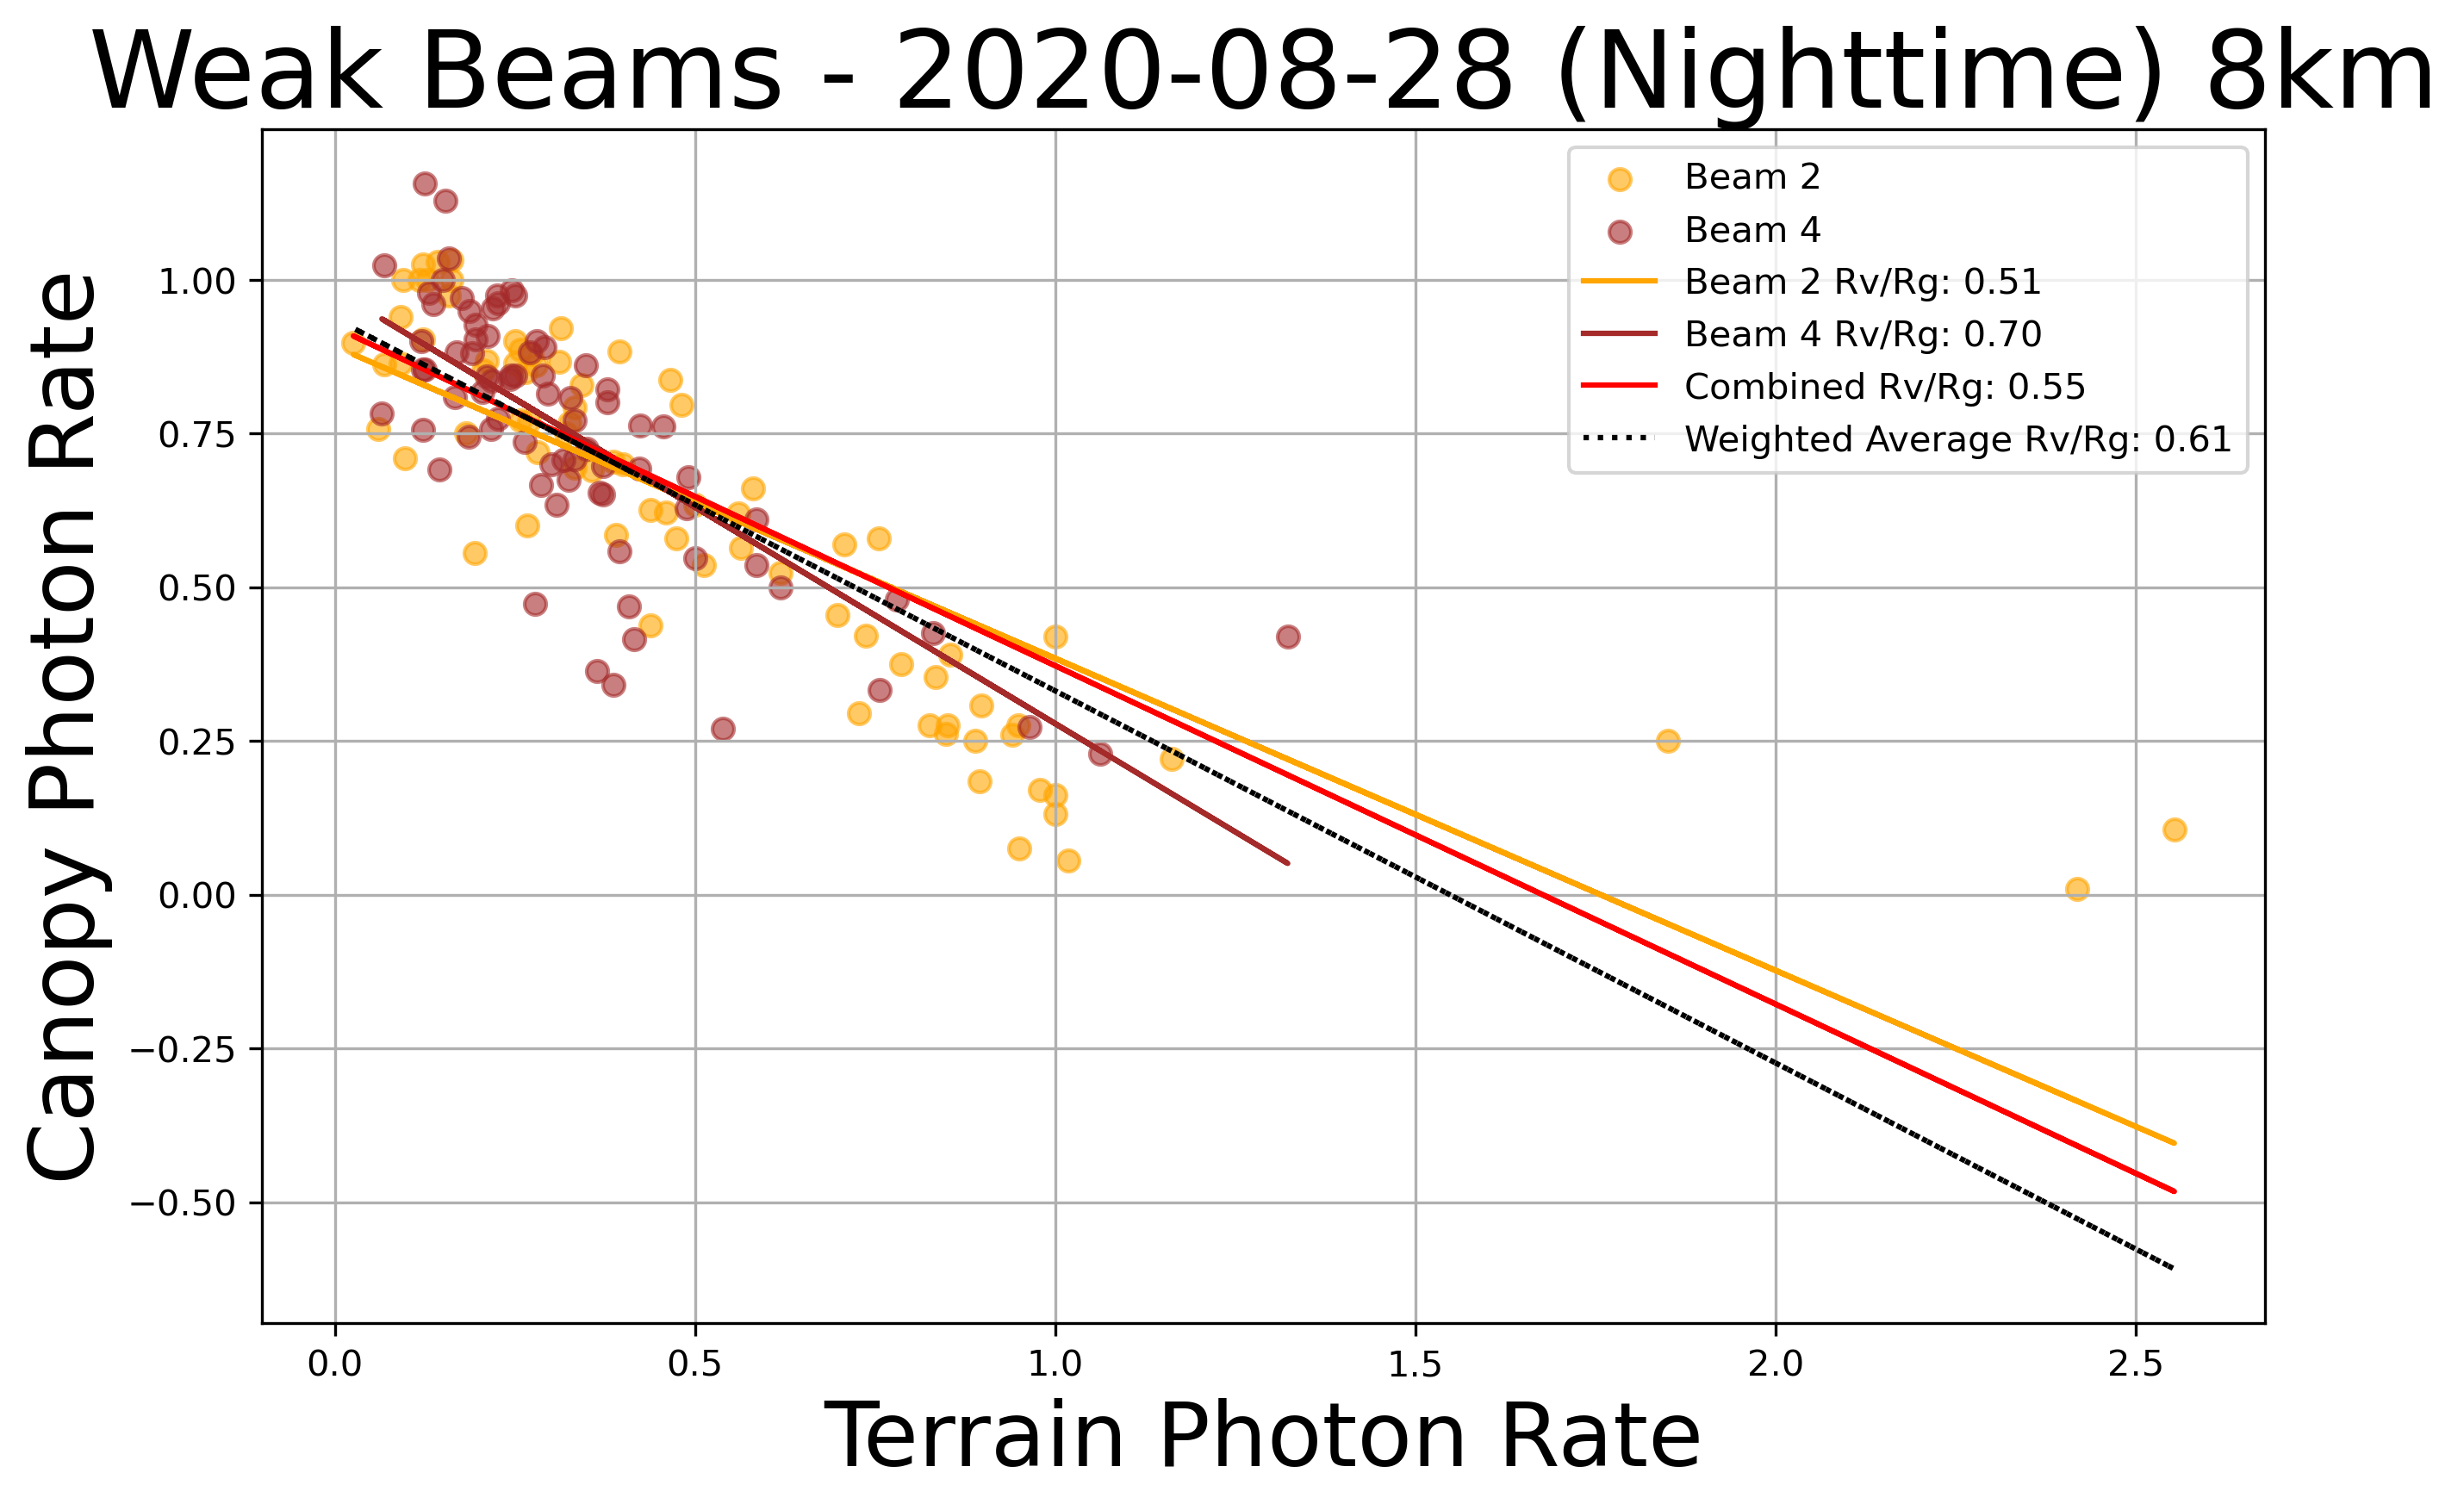 Weak Beams - 2020-08-28 (Nighttime) 8km
Beam 2
Beam 4
Beam 2 Rv/Rg: 0.51
Beam 4 Rv/Rg: 0.70
Combined Rv/Rg: 0.55
Weighted Average Rv/Rg: 0.61
Canopy Photon Rate
1.00
0.75
0.50
0.25
0.00
−0.25
−0.50
0.0 0.5 1.0 1.5 2.0 2.5
Terrain Photon Rate